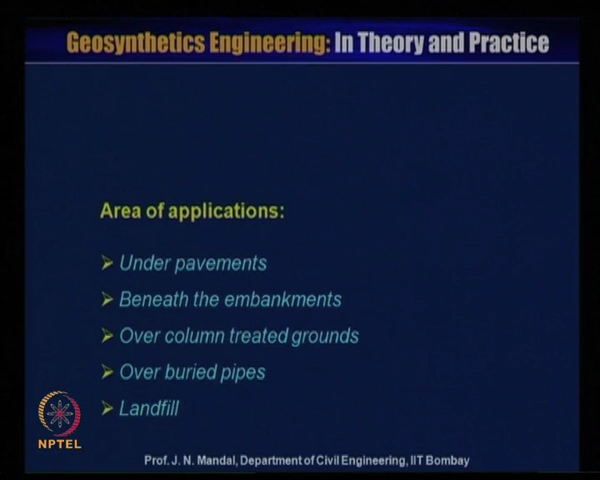 Geosynthetics Engineering: In Theory and Practice
Area of applications:
Under pavements
Beneath the embankments
Over column treated grounds
Over buried pipes
Landfill
NPTEL
Prof. J. N. Mandal, Department of Civil Engineering, IIT Bombay